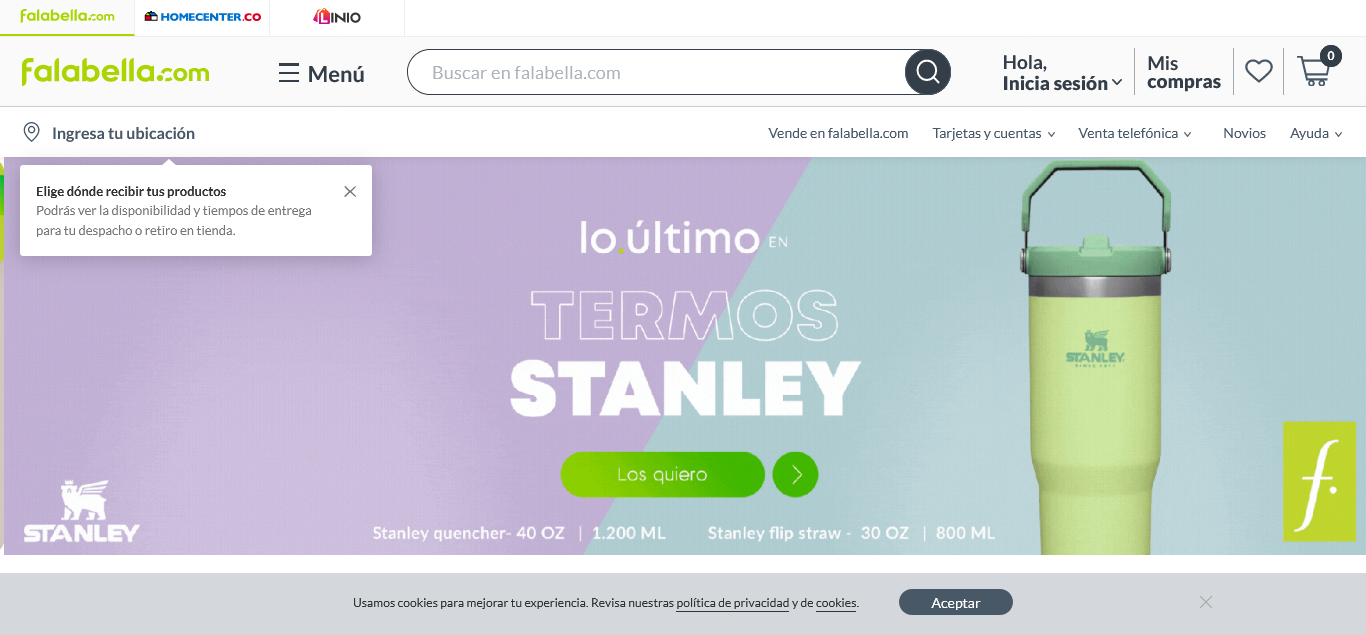 falabella.com
HOMECENTER.CO
LINIO
falabella.com
Menú
Buscar en falabella.com
Hola,
Inicia sesión
Mis
compras
0
Ingresa tu ubicación
Vende en falabella.com
Tarjetas y cuentas
Venta telefónica
Novios
Ayuda
Elige dónde recibir tus productos
Podrás ver la disponibilidad y tiempos de entrega
para tu despacho o retiro en tienda.
lo.último EN
TERMOS
STANLEY
Los quiero
Stanley quencher- 40 OZ | 1.200 ML
Stanley flip straw - 30 OZ | 800 ML
STANLEY
STANLEY
SINCE 1913
f.
Usamos cookies para mejorar tu experiencia. Revisa nuestras política de privacidad y de cookies.
Aceptar